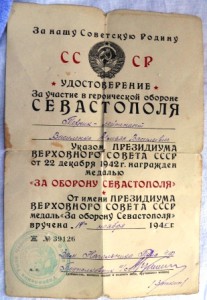 За нашу Советскую Родину
СССР
УДОСТОВЕРЕНИЕ
За участие в героической обороне
СЕВАСТОПОЛЯ
Указом ПРЕЗИДИУМА
ВЕРХОВНОГО СОВЕТА СССР
от 22 декабря 1942 г. награжден
медалью
«ЗА ОБОРОНУ СЕВАСТОПОЛЯ»
От имени ПРЕЗИДИУМА
ВЕРХОВНОГО СОВЕТА СССР
медаль «За оборону Севастополя»
вручена
194 г.
Ж № 39126